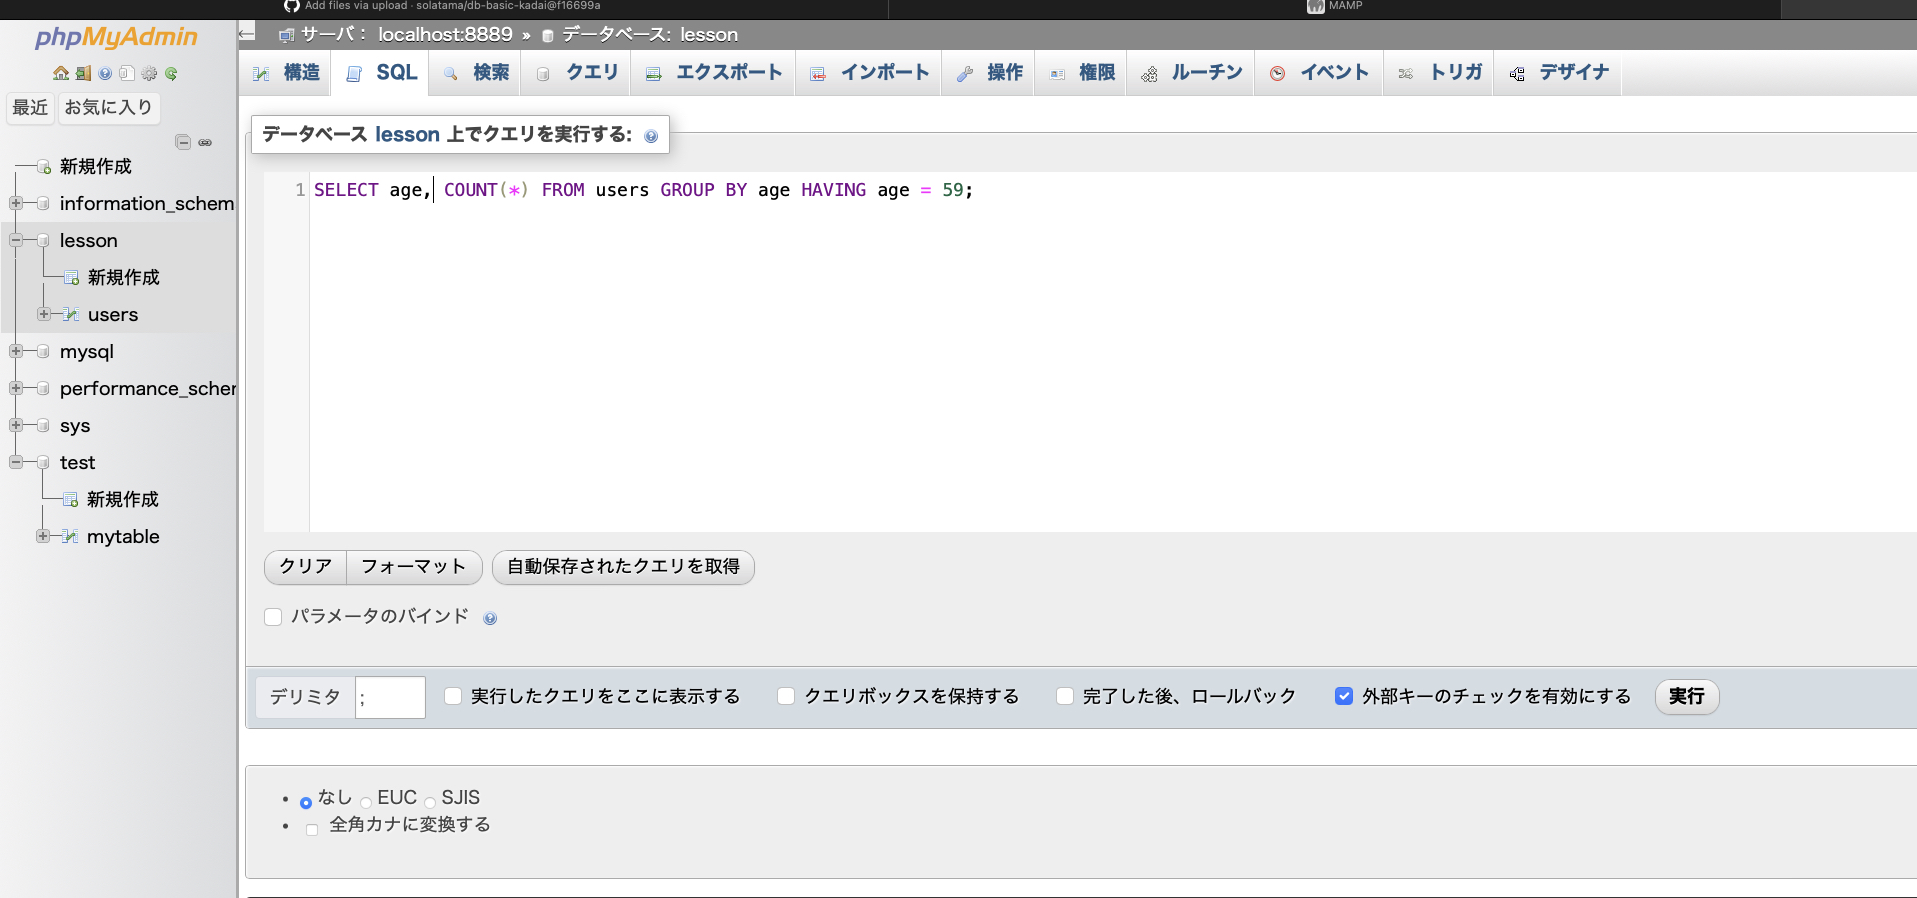 Add files via upload · solatama/db-basic-kadai@f16699a
MAMP
phpMyAdmin
サーバ: localhost:8889 » データベース: lesson
構造 SQL 検索 クエリ エクスポート インポート 操作 権限 ルーチン イベント トリガ デザイナ
最近 お気に入り
新規作成
information_schem
lesson
新規作成
users
mysql
performance_scher
sys
test
新規作成
mytable
データベース lesson 上でクエリを実行する:
1 SELECT age, COUNT(*) FROM users GROUP BY age HAVING age = 59;
クリア フォーマット 自動保存されたクエリを取得
パラメータのバインド
デリミタ ; 実行したクエリをここに表示する クエリボックスを保持する 完了した後、ロールバック 外部キーのチェックを有効にする 実行
なし EUC SJIS
全角カナに変換する